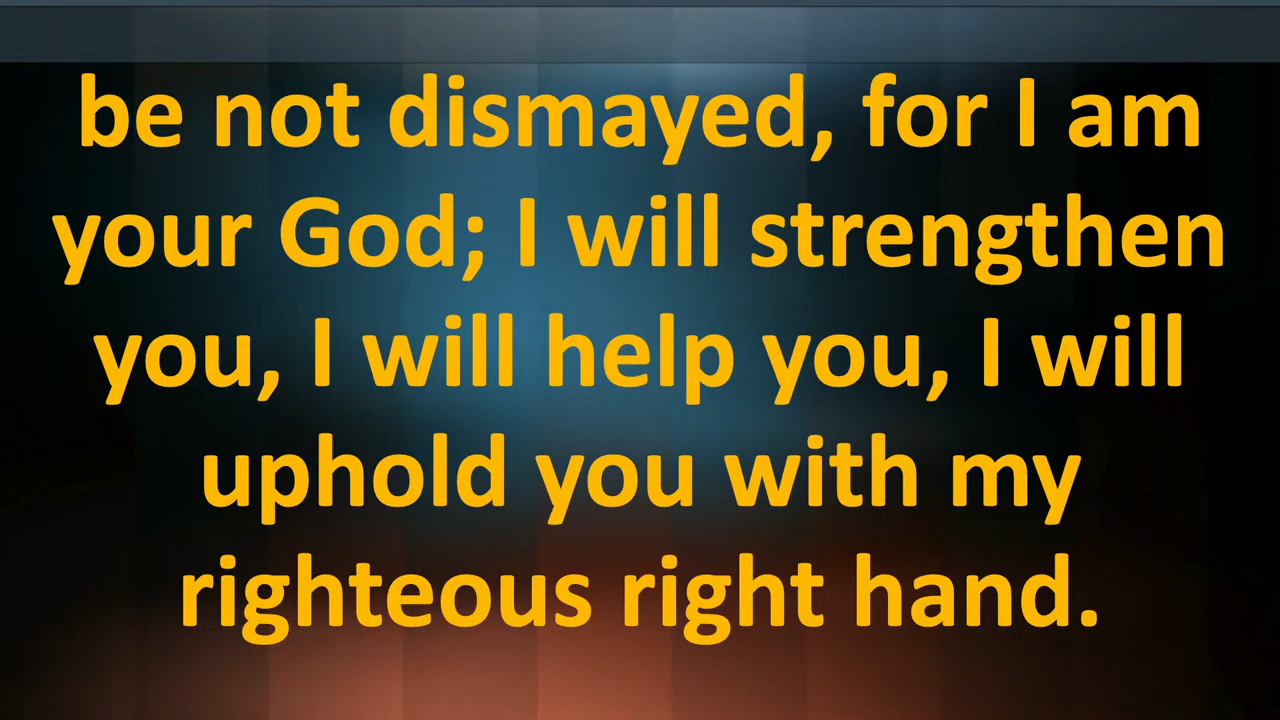 be not dismayed, for I am
your God; I will strengthen
you, I will help you, I will
uphold you with my
righteous right hand.